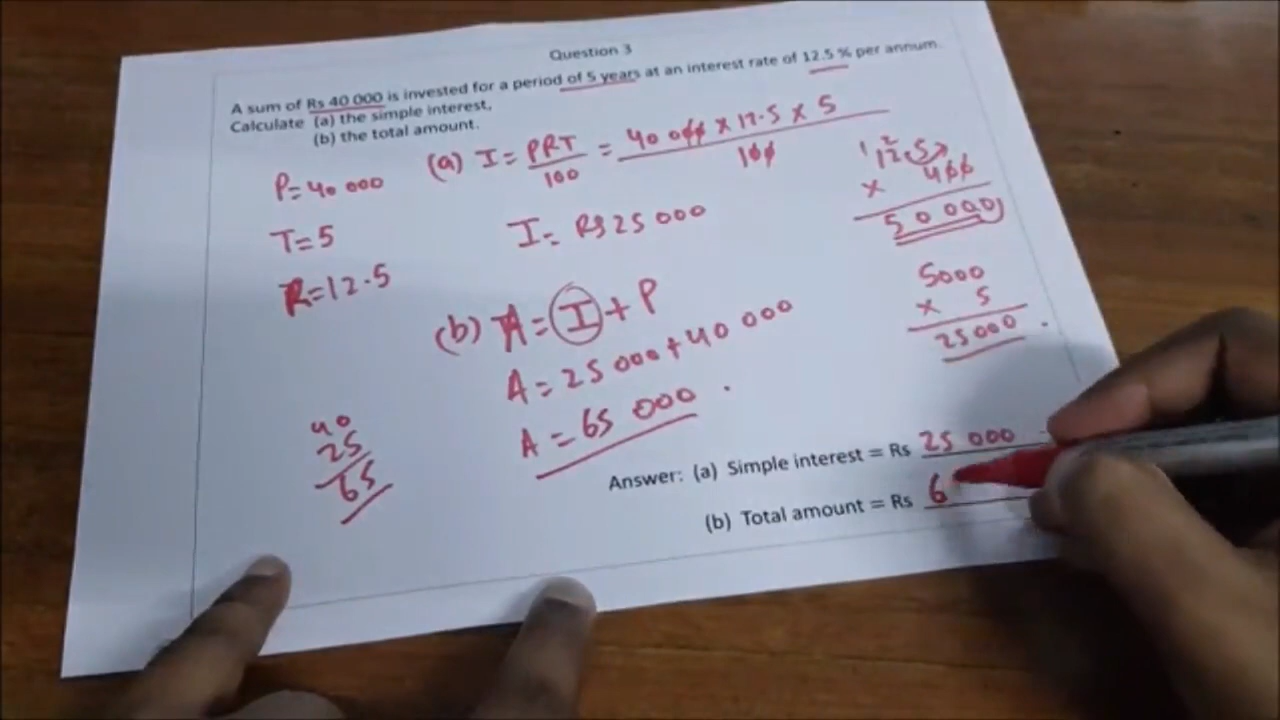 Question 3
A sum of Rs 40 000 is invested for a period of 5 years at an interest rate of 12.5 % per annum.
Calculate (a) the simple interest,
(b) the total amount.
P=40 000
T=5
R=12.5
(a) I = PRT/100 = 40 000 x 12.5 x 5 / 100
I = Rs 25 000
12.5
x 400
50000
5000
x 5
25000
(b) A = I + P
A = 25 000 + 40 000
A = 65 000
40
25
65
Answer: (a) Simple interest = Rs 25 000
(b) Total amount = Rs 6